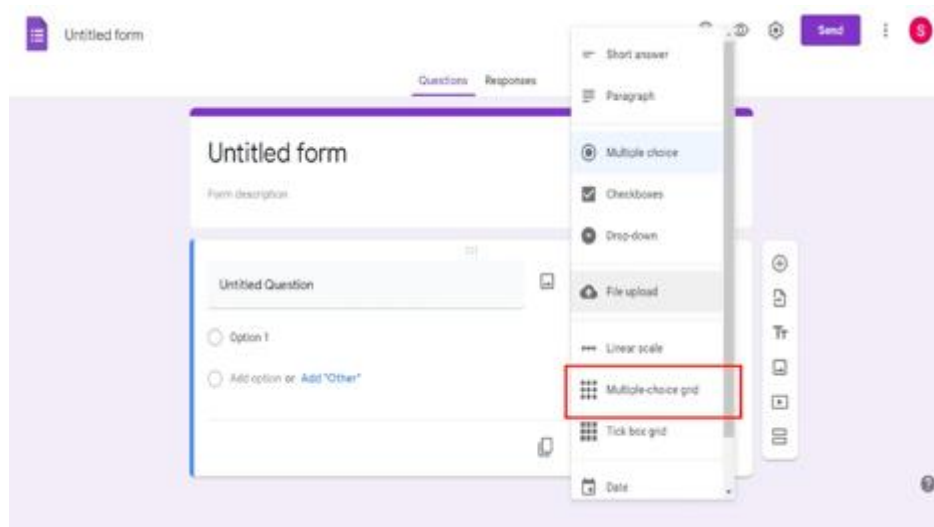 Untitled form
Send
S
Questions
Responses
Untitled form
Form description
Untitled Question
Option 1
Add option or Add "Other"
Short answer
Paragraph
Multiple choice
Checkboxes
Drop-down
File upload
Linear scale
Multiple-choice grid
Tick box grid
Date
Tт